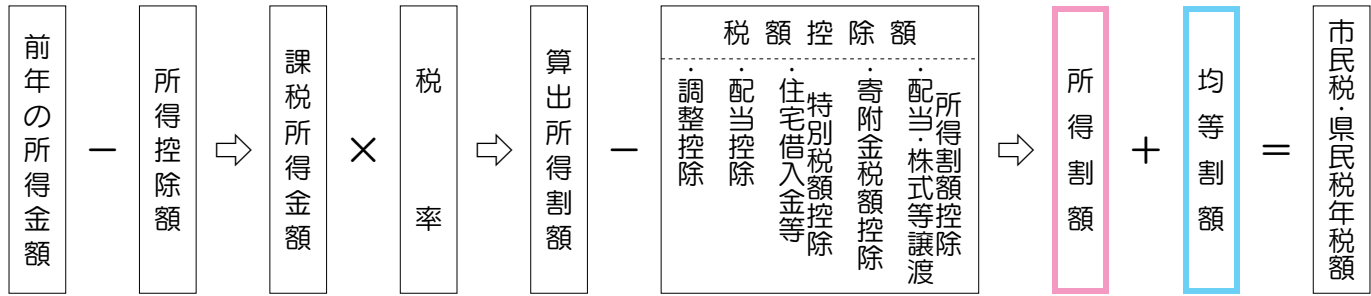 前年の所得金額
−
所得控除額
⇨
課税所得金額
×
税率
⇨
算出所得割額
−
税額控除額
・調整控除
・配当控除
・住宅借入金等
特別税額控除
・寄附金税額控除
・配当・株式等譲渡
所得割額控除
⇨
所得割額
+
均等割額
=
市民税・県民税年税額